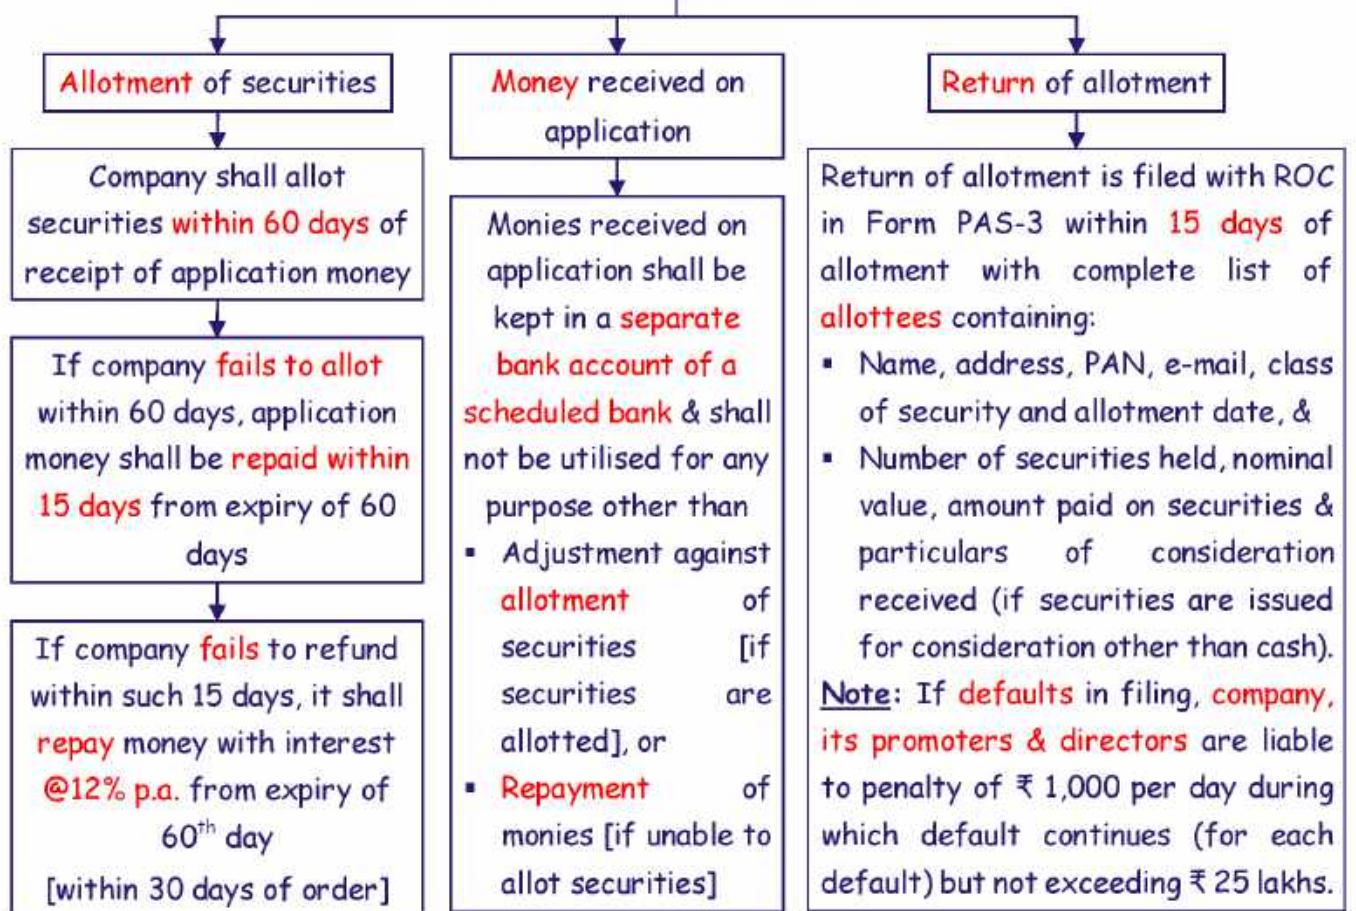 Allotment of securities
Company shall allot
securities within 60 days of
receipt of application money
If company fails to allot
within 60 days, application
money shall be repaid within
15 days from expiry of 60
days
If company fails to refund
within such 15 days, it shall
repay money with interest
@12% p.a. from expiry of
60th day
[within 30 days of order]
Money received on
application
Monies received on
application shall be
kept in a separate
bank account of a
scheduled bank & shall
not be utilised for any
purpose other than
▪ Adjustment against
allotment of
securities [if
securities are
allotted], or
▪ Repayment of
monies [if unable to
allot securities]
Return of allotment
Return of allotment is filed with ROC
in Form PAS-3 within 15 days of
allotment with complete list of
allottees containing:
▪ Name, address, PAN, e-mail, class
of security and allotment date, &
▪ Number of securities held, nominal
value, amount paid on securities &
particulars of consideration
received (if securities are issued
for consideration other than cash).
Note: If defaults in filing, company,
its promoters & directors are liable
to penalty of ₹ 1,000 per day during
which default continues (for each
default) but not exceeding ₹ 25 lakhs.